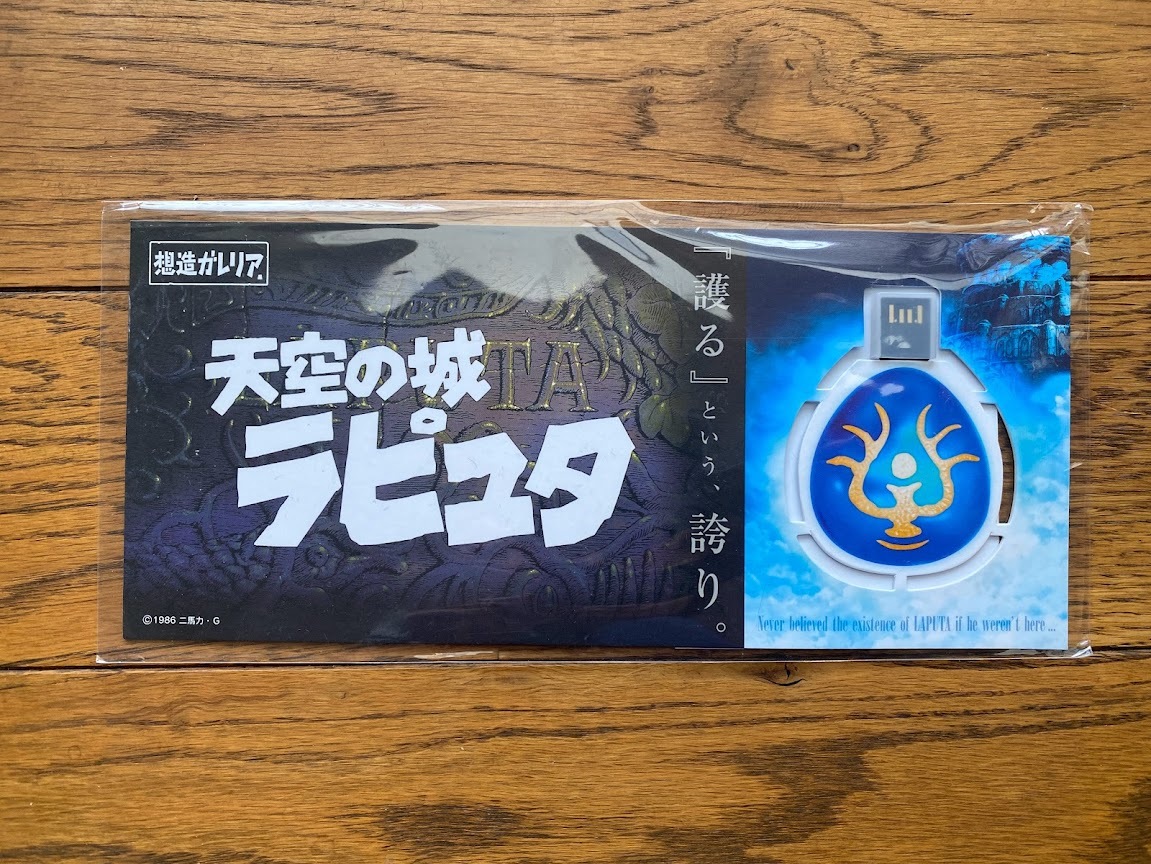 想造ガレリア
天空の城
ラピュタ
©1986 二馬力・G
『護る』という、誇り。
Never believed the existence of LAPUTA if he weren't here...